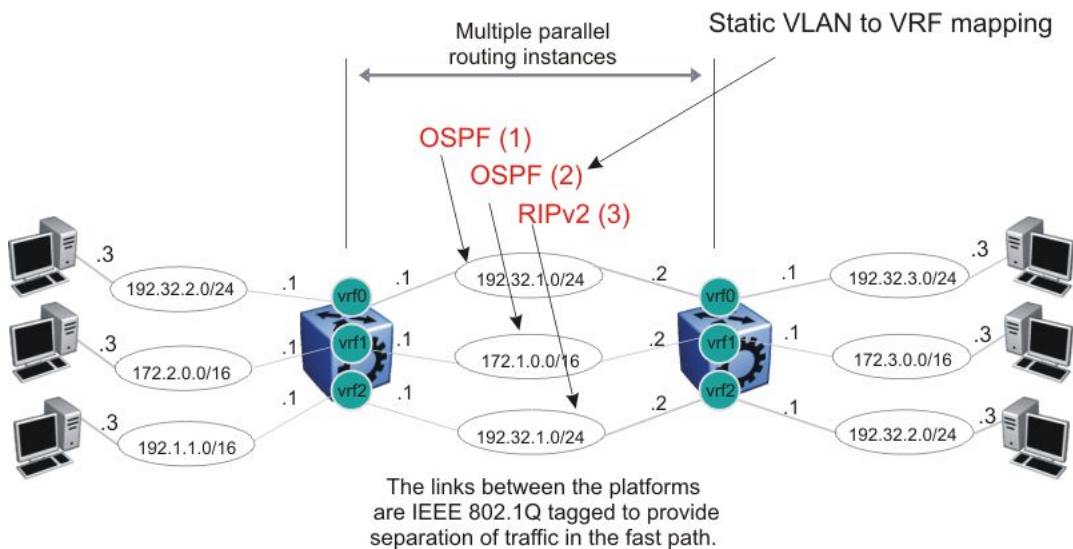 Static VLAN to VRF mapping
Multiple parallel
routing instances
OSPF (1)
OSPF (2)
RIPv2 (3)
.3
192.32.2.0/24
.1
vrf0
.1
192.32.1.0/24
.2
vrf0
.1
192.32.3.0/24
.3
.3
172.2.0.0/16
.1
vrf1
.1
172.1.0.0/16
.2
vrf1
.1
172.3.0.0/16
.3
.3
192.1.1.0/16
.1
vrf2
.1
192.32.1.0/24
.2
vrf2
.1
192.32.2.0/24
.3
The links between the platforms
are IEEE 802.1Q tagged to provide
separation of traffic in the fast path.